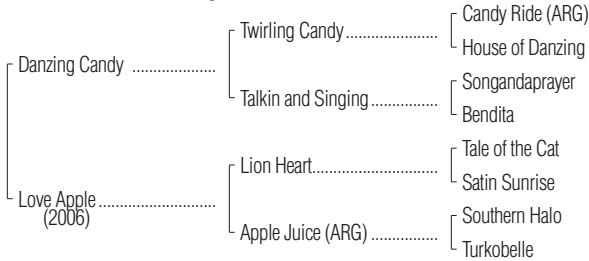 Candy Ride (ARG)
Twirling Candy....................
House of Danzing
Danzing Candy ..................
Songandaprayer
Talkin and Singing..............
Bendita
Tale of the Cat
Lion Heart...........................
Satin Sunrise
Love Apple.........................
(2006)
Southern Halo
Apple Juice (ARG) ..............
Turkobelle